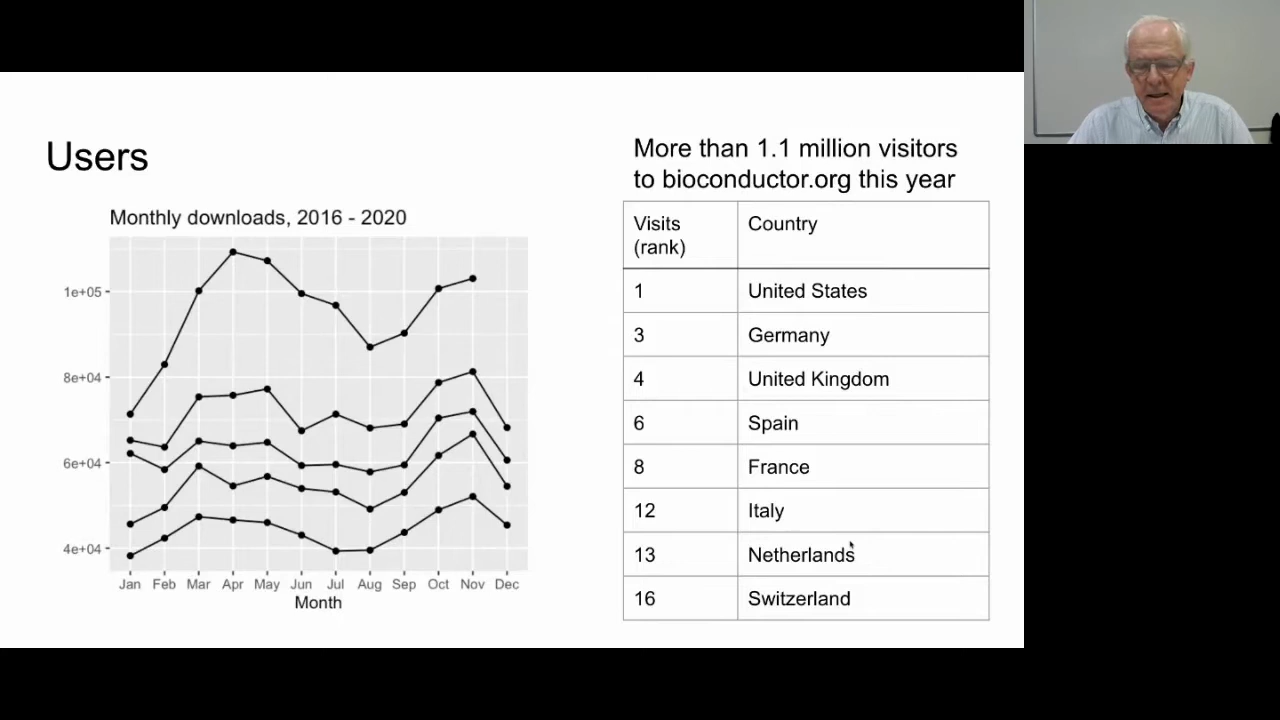 Users
Monthly downloads, 2016 - 2020
1e+05
8e+04
6e+04
4e+04
Jan Feb Mar Apr May Jun Jul Aug Sep Oct Nov Dec
Month
More than 1.1 million visitors
to bioconductor.org this year
Visits
(rank)
Country
1 United States
3 Germany
4 United Kingdom
6 Spain
8 France
12 Italy
13 Netherlands
16 Switzerland